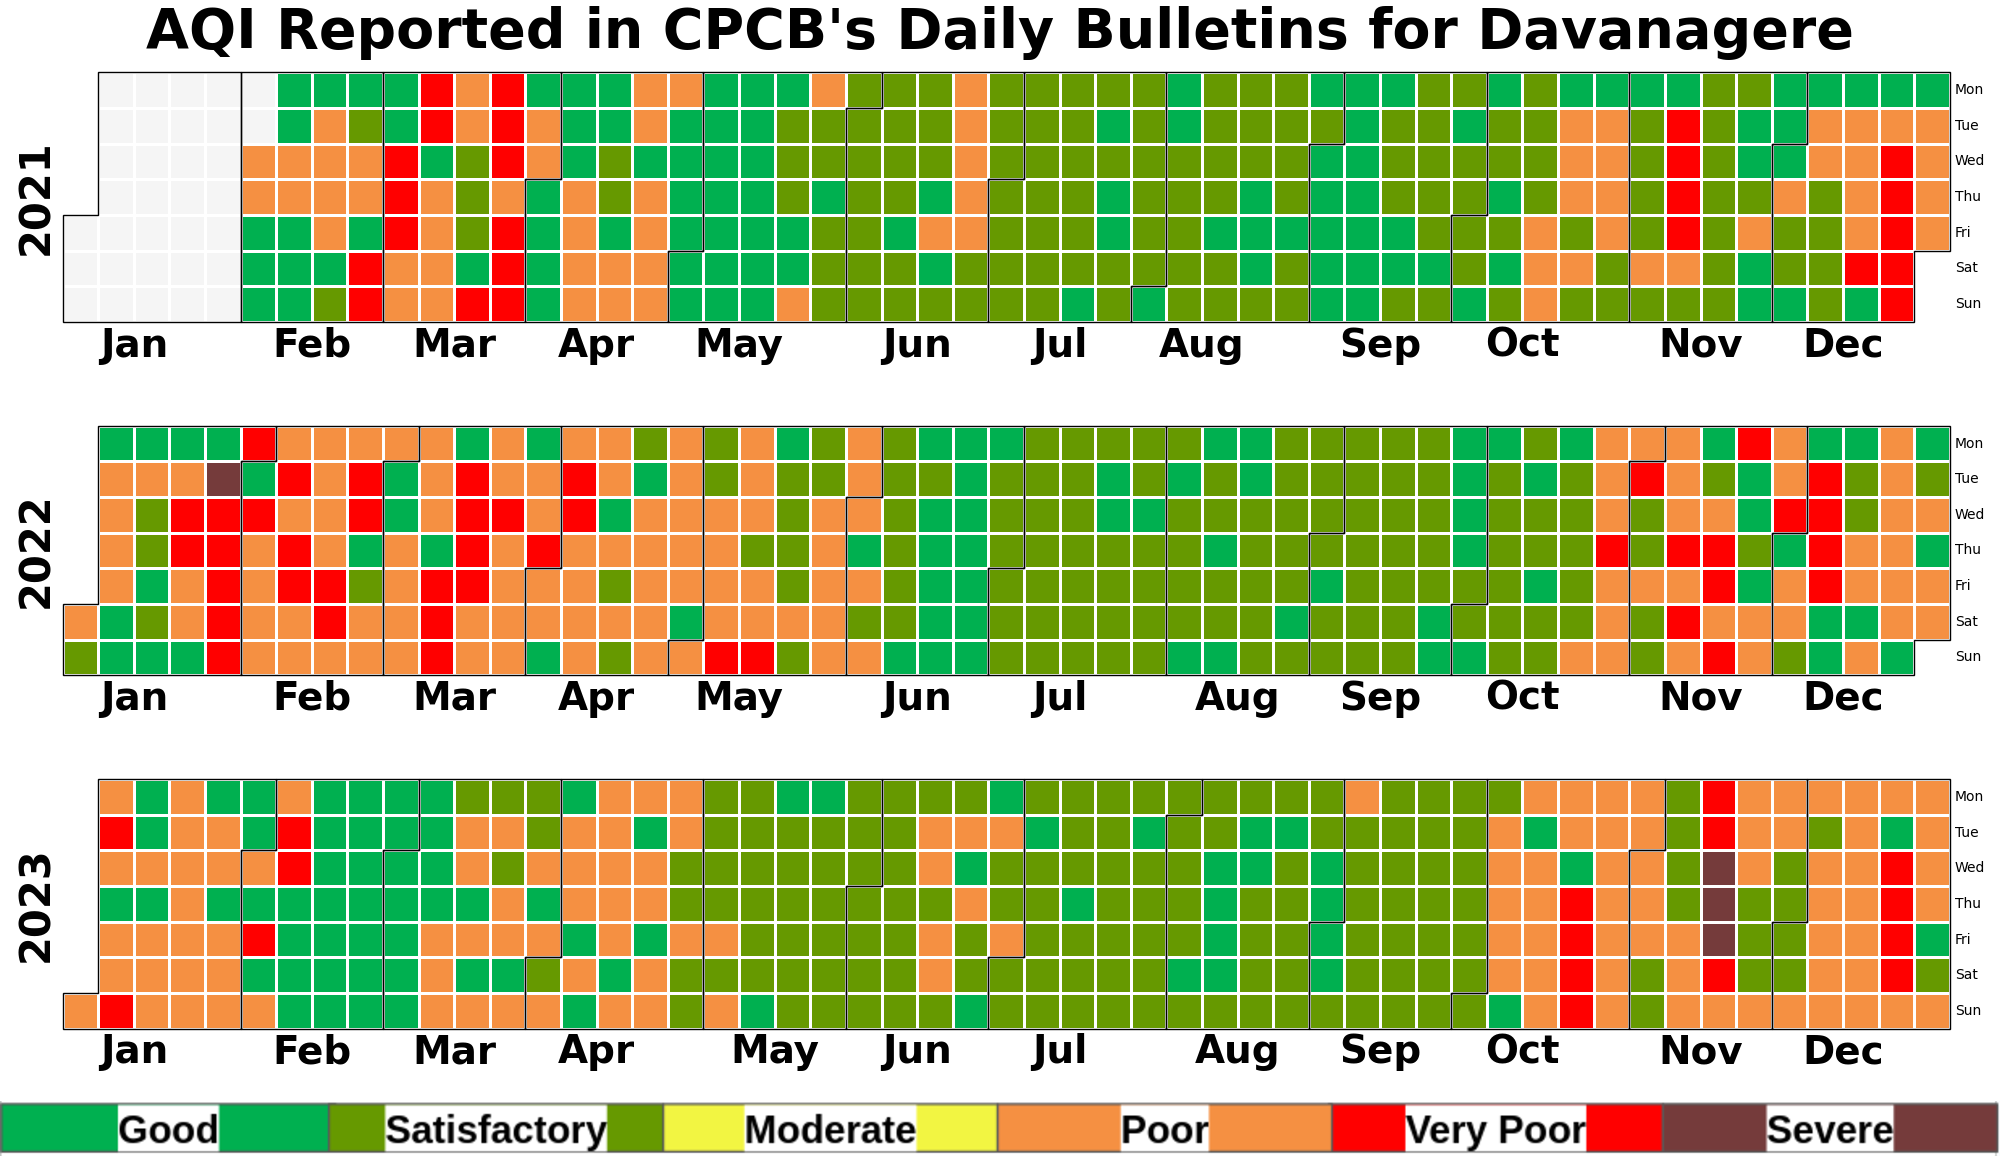 AQI Reported in CPCB's Daily Bulletins for Davanagere
2021
Mon
Tue
Wed
Thu
Fri
Sat
Sun
Jan Feb Mar Apr May Jun Jul Aug Sep Oct Nov Dec
2022
Mon
Tue
Wed
Thu
Fri
Sat
Sun
Jan Feb Mar Apr May Jun Jul Aug Sep Oct Nov Dec
2023
Mon
Tue
Wed
Thu
Fri
Sat
Sun
Jan Feb Mar Apr May Jun Jul Aug Sep Oct Nov Dec
Good Satisfactory Moderate Poor Very Poor Severe